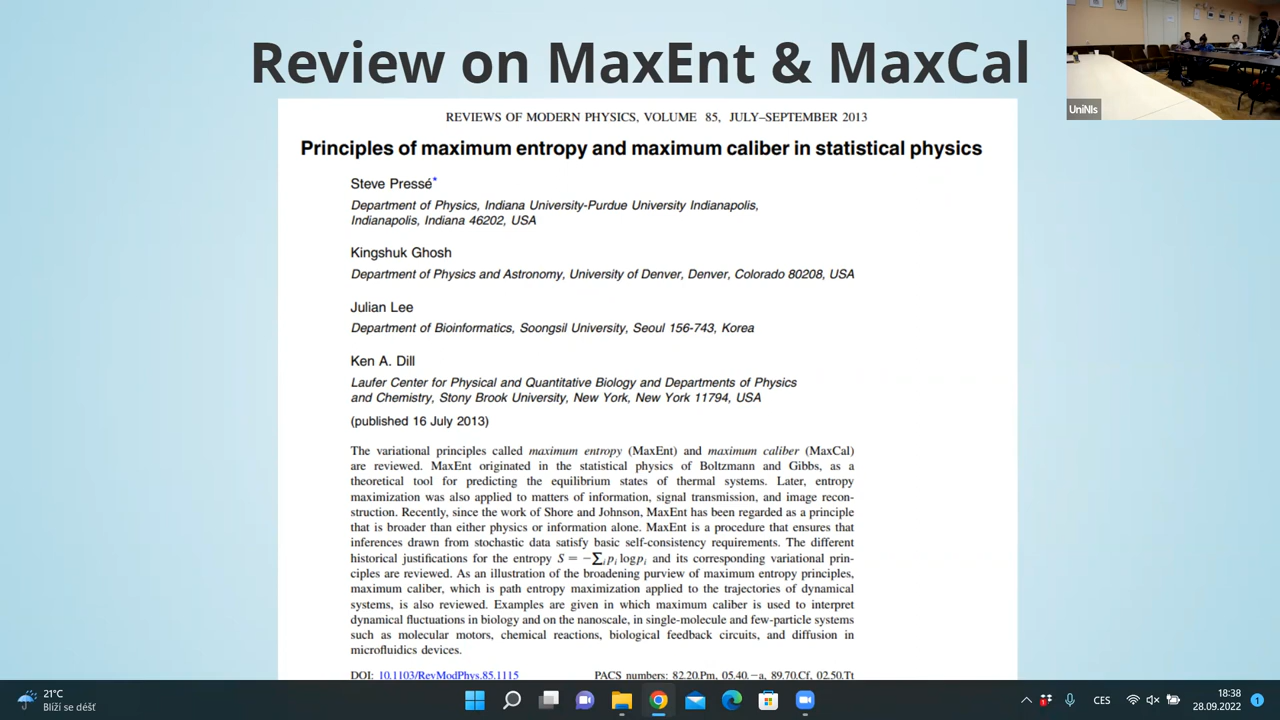 Review on MaxEnt & MaxCal
UniNIs
REVIEWS OF MODERN PHYSICS, VOLUME 85, JULY–SEPTEMBER 2013
Principles of maximum entropy and maximum caliber in statistical physics
Steve Pressé*
Department of Physics, Indiana University-Purdue University Indianapolis,
Indianapolis, Indiana 46202, USA
Kingshuk Ghosh
Department of Physics and Astronomy, University of Denver, Denver, Colorado 80208, USA
Julian Lee
Department of Bioinformatics, Soongsil University, Seoul 156-743, Korea
Ken A. Dill
Laufer Center for Physical and Quantitative Biology and Departments of Physics
and Chemistry, Stony Brook University, New York, New York 11794, USA
(published 16 July 2013)
The variational principles called maximum entropy (MaxEnt) and maximum caliber (MaxCal)
are reviewed. MaxEnt originated in the statistical physics of Boltzmann and Gibbs, as a
theoretical tool for predicting the equilibrium states of thermal systems. Later, entropy
maximization was also applied to matters of information, signal transmission, and image recon-
struction. Recently, since the work of Shore and Johnson, MaxEnt has been regarded as a principle
that is broader than either physics or information alone. MaxEnt is a procedure that ensures that
inferences drawn from stochastic data satisfy basic self-consistency requirements. The different
historical justifications for the entropy S = −∑ᵢ pᵢ log pᵢ and its corresponding variational prin-
ciples are reviewed. As an illustration of the broadening purview of maximum entropy principles,
maximum caliber, which is path entropy maximization applied to the trajectories of dynamical
systems, is also reviewed. Examples are given in which maximum caliber is used to interpret
dynamical fluctuations in biology and on the nanoscale, in single-molecule and few-particle systems
such as molecular motors, chemical reactions, biological feedback circuits, and diffusion in
microfluidics devices.
DOI: 10.1103/RevModPhys.85.1115 PACS numbers: 82.20.Pm, 05.40.−a, 89.70.Cf, 02.50.Tt
21°C
Blíží se déšť
CES
18:38
28.09.2022
1